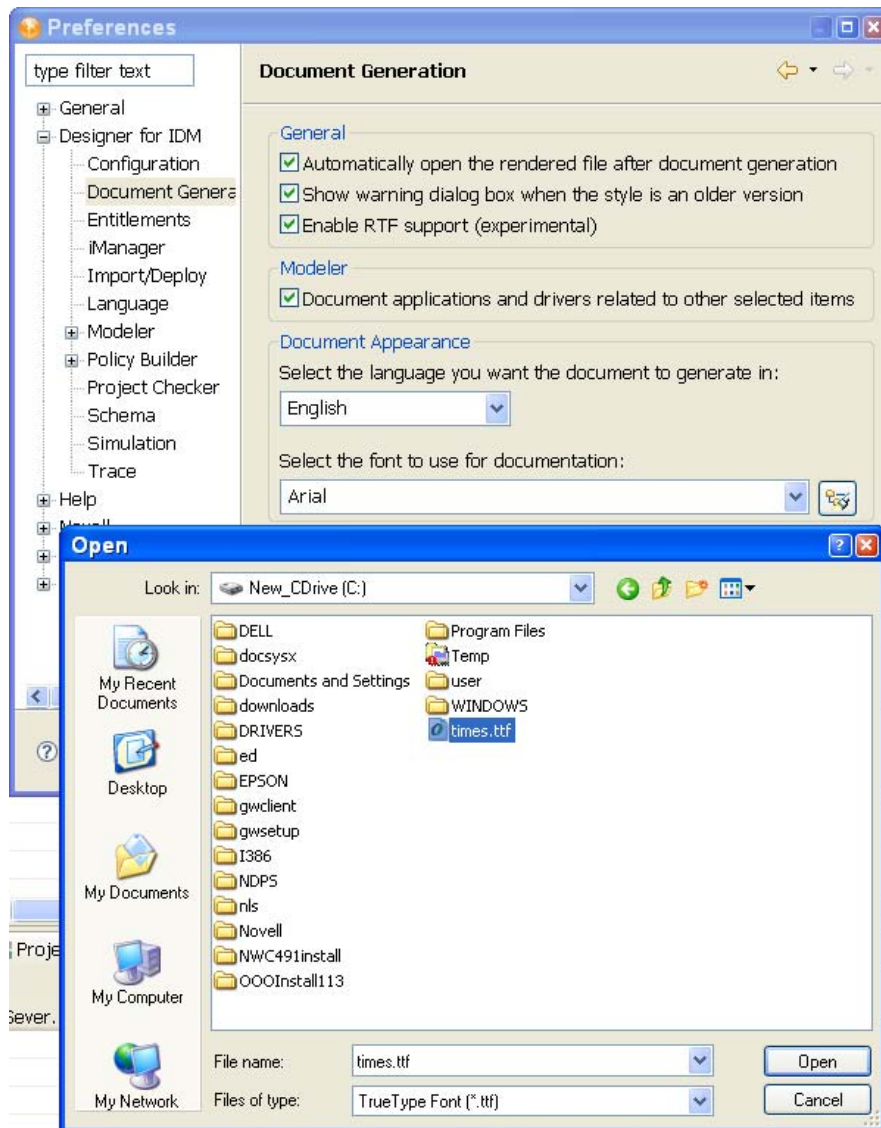 Preferences
type filter text
Document Generation
General
Designer for IDM
Configuration
Document Genera
Entitlements
iManager
Import/Deploy
Language
Modeler
Policy Builder
Project Checker
Schema
Simulation
Trace
Help
Novell
General
Automatically open the rendered file after document generation
Show warning dialog box when the style is an older version
Enable RTF support (experimental)
Modeler
Document applications and drivers related to other selected items
Document Appearance
Select the language you want the document to generate in:
English
Select the font to use for documentation:
Arial
Open
Look in:
New_CDrive (C:)
My Recent
Documents
Desktop
My Documents
My Computer
My Network
DELL
docsysx
Documents and Settings
downloads
DRIVERS
ed
EPSON
gwclient
gwsetup
I386
NDPS
nls
Novell
NWC491install
OOOInstall113
Program Files
Temp
user
WINDOWS
times.ttf
File name:
times.ttf
Open
Files of type:
TrueType Font (*.ttf)
Cancel
Proje
Sever.